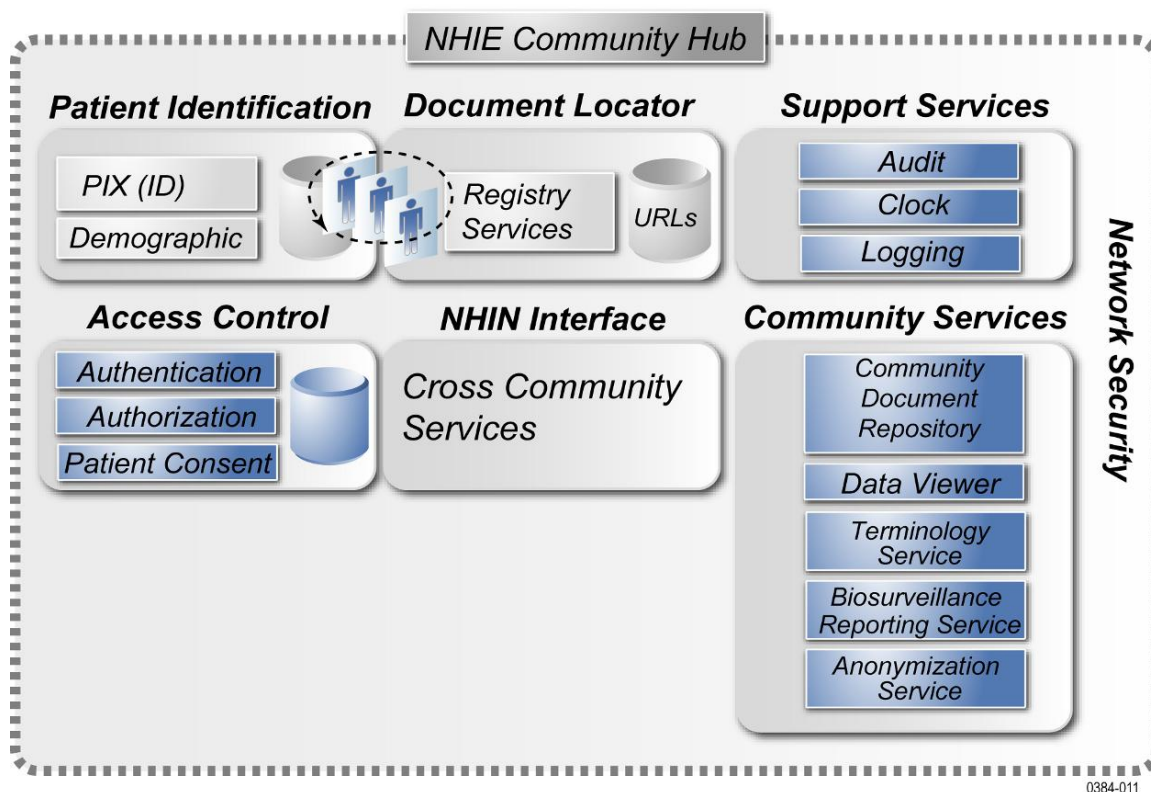 NHIE Community Hub
Patient Identification
PIX (ID)
Demographic
Document Locator
Registry
Services
URLs
Support Services
Audit
Clock
Logging
Access Control
Authentication
Authorization
Patient Consent
NHIN Interface
Cross Community
Services
Community Services
Community
Document
Repository
Data Viewer
Terminology
Service
Biosurveillance
Reporting Service
Anonymization
Service
Network Security
0384-011